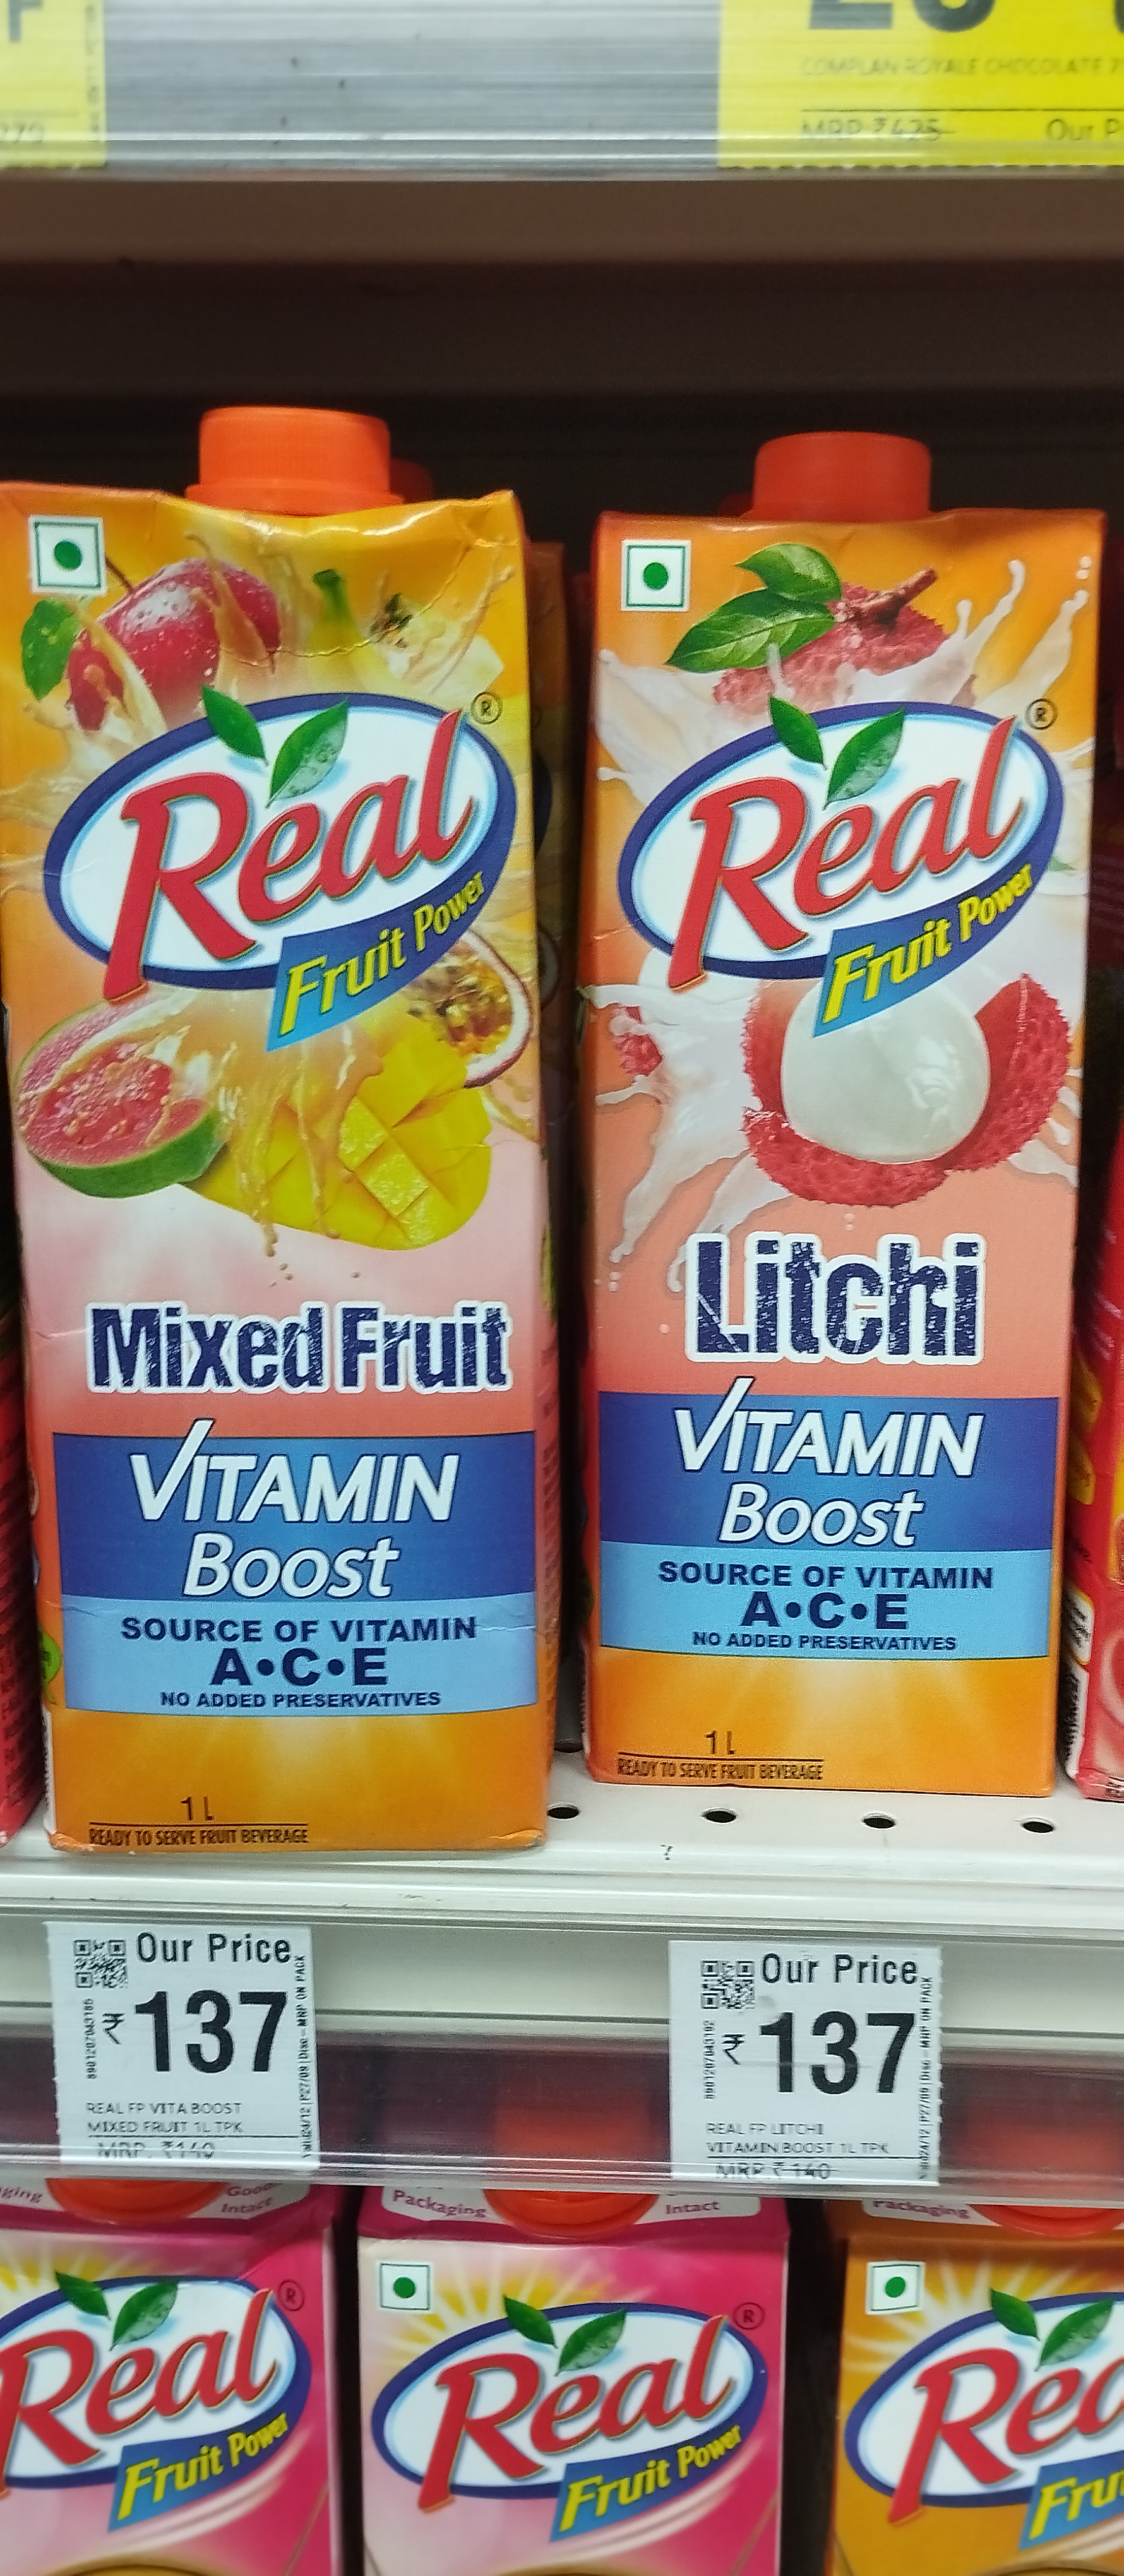 COMPLAN ROYALE CHOCOLATE
MRP ₹425
Our P
Real®
Fruit Power
Mixed Fruit
VITAMIN
Boost
SOURCE OF VITAMIN
A•C•E
NO ADDED PRESERVATIVES
1 L
READY TO SERVE FRUIT BEVERAGE
Real®
Fruit Power
Litchi
VITAMIN
Boost
SOURCE OF VITAMIN
A•C•E
NO ADDED PRESERVATIVES
1 L
READY TO SERVE FRUIT BEVERAGE
Our Price
₹137
REAL FP VITA BOOST
MIXED FRUIT 1L TPK
MRP. ₹140
Our Price
₹137
REAL FP LITCHI
VITAMIN BOOST 1L TPK
MRP ₹140
Intact
Packaging
Intact
Packaging
Real®
Fruit Power
Real®
Fruit Power